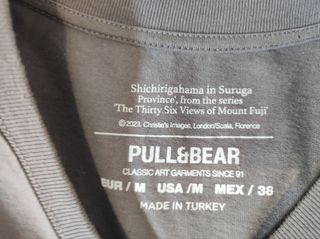 Shichirigahama in Suruga
Province', from the series
'The Thirty Six Views of Mount Fuji'
©2023. Christie's Images, London/Scala, Florence
PULL&BEAR
CLASSIC ART GARMENTS SINCE 91
EUR / M USA /M MEX / 38
MADE IN TURKEY